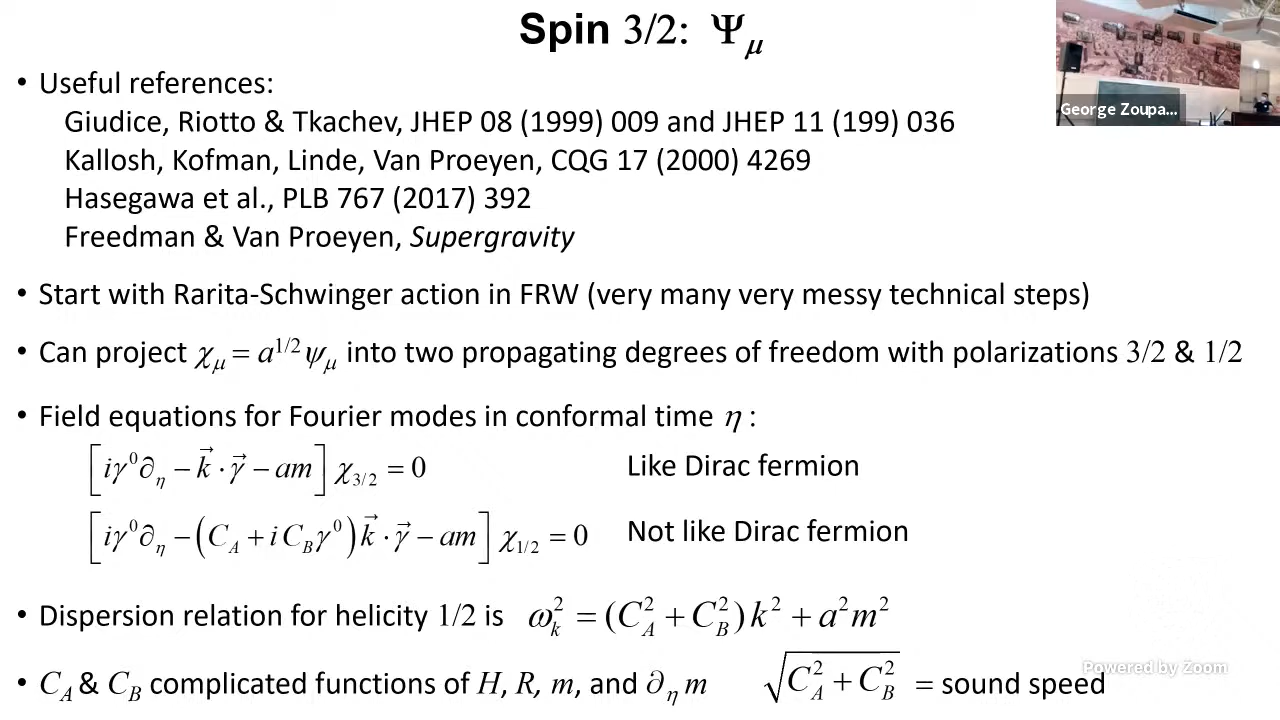 Spin 3/2: Ψ_μ
• Useful references:
Giudice, Riotto & Tkachev, JHEP 08 (1999) 009 and JHEP 11 (199) 036
Kallosh, Kofman, Linde, Van Proeyen, CQG 17 (2000) 4269
Hasegawa et al., PLB 767 (2017) 392
Freedman & Van Proeyen, Supergravity
• Start with Rarita-Schwinger action in FRW (very many very messy technical steps)
• Can project χ_μ = a^{1/2} ψ_μ into two propagating degrees of freedom with polarizations 3/2 & 1/2
• Field equations for Fourier modes in conformal time η :
[iγ^0 ∂_η − k⃗ · γ⃗ − am] χ_{3/2} = 0 Like Dirac fermion
[iγ^0 ∂_η − (C_A + i C_B γ^0) k⃗ · γ⃗ − am] χ_{1/2} = 0 Not like Dirac fermion
• Dispersion relation for helicity 1/2 is ω_k^2 = (C_A^2 + C_B^2) k^2 + a^2 m^2
• C_A & C_B complicated functions of H, R, m, and ∂_η m √(C_A^2 + C_B^2) = sound speed
George Zoupa...
Powered by Zoom